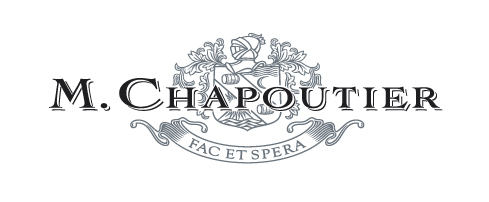 M. CHAPOUTIER
FAC ET SPERA